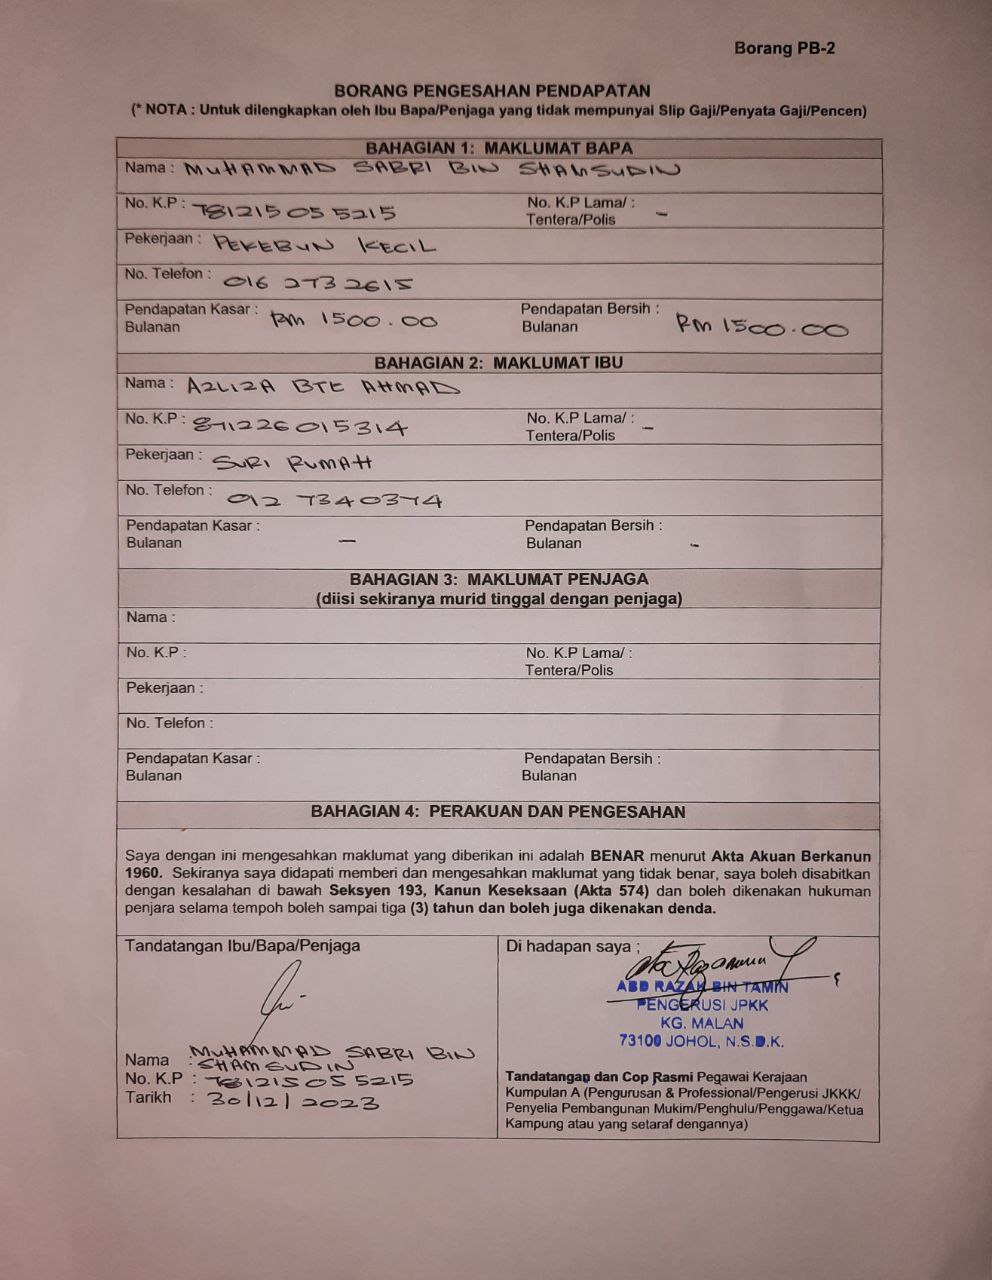 Borang PB-2
BORANG PENGESAHAN PENDAPATAN
(* NOTA : Untuk dilengkapkan oleh Ibu Bapa/Penjaga yang tidak mempunyai Slip Gaji/Penyata Gaji/Pencen)
BAHAGIAN 1: MAKLUMAT BAPA
Nama : MUHAMMAD SABRI BIN SHAMSUDIN
No. K.P : 781215 05 5215 No. K.P Lama/ : -
Tentera/Polis
Pekerjaan : PEKEBUN KECIL
No. Telefon : 016 2732615
Pendapatan Kasar : RM 1500.00 Pendapatan Bersih : RM 1500.00
Bulanan Bulanan
BAHAGIAN 2: MAKLUMAT IBU
Nama : AZLIZA BTE AHMAD
No. K.P : No. K.P Lama/ : -
Tentera/Polis
Pekerjaan : SURI RUMAH
No. Telefon : 012 7340374
Pendapatan Kasar : - Pendapatan Bersih : -
Bulanan Bulanan
BAHAGIAN 3: MAKLUMAT PENJAGA
(diisi sekiranya murid tinggal dengan penjaga)
Nama :
No. K.P : No. K.P Lama/ :
Tentera/Polis
Pekerjaan :
No. Telefon :
Pendapatan Kasar : Pendapatan Bersih :
Bulanan Bulanan
BAHAGIAN 4: PERAKUAN DAN PENGESAHAN
Saya dengan ini mengesahkan maklumat yang diberikan ini adalah BENAR menurut Akta Akuan Berkanun
1960. Sekiranya saya didapati memberi dan mengesahkan maklumat yang tidak benar, saya boleh disabitkan
dengan kesalahan di bawah Seksyen 193, Kanun Keseksaan (Akta 574) dan boleh dikenakan hukuman
penjara selama tempoh boleh sampai tiga (3) tahun dan boleh juga dikenakan denda.
Tandatangan Ibu/Bapa/Penjaga
Nama : MUHAMMAD SABRI BIN
SHAMSUDIN
No. K.P : 781215 05 5215
Tarikh : 30/12/2023
Di hadapan saya ;
ABD RAZAK BIN TAMIN
PENGERUSI JPKK
KG. MALAN
73100 JOHOL, N.S.D.K.
Tandatangan dan Cop Rasmi Pegawai Kerajaan
Kumpulan A (Pengurusan & Professional/Pengerusi JKKK/
Penyelia Pembangunan Mukim/Penghulu/Penggawa/Ketua
Kampung atau yang setaraf dengannya)